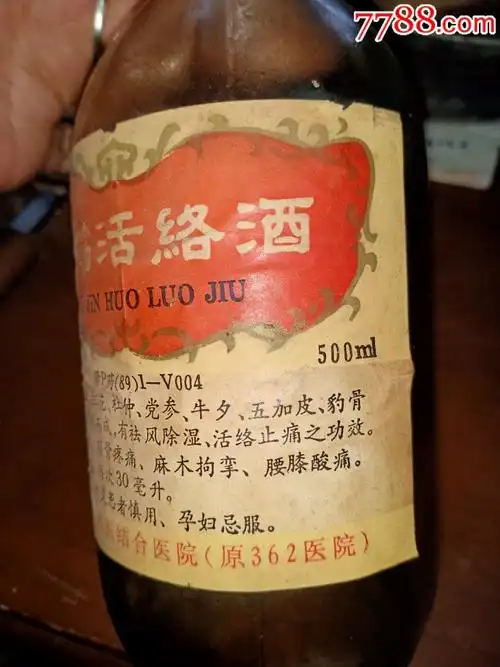 7788.com
活絡酒
HUO LUO JIU
500ml
(89)1—V004
杜仲、党参、牛夕、五加皮、豹骨
有祛风除湿、活络止痛之功效。
疼痛、麻木拘挛、腰膝酸痛。
30毫升。
者慎用、孕妇忌服。
结合医院(原362医院)